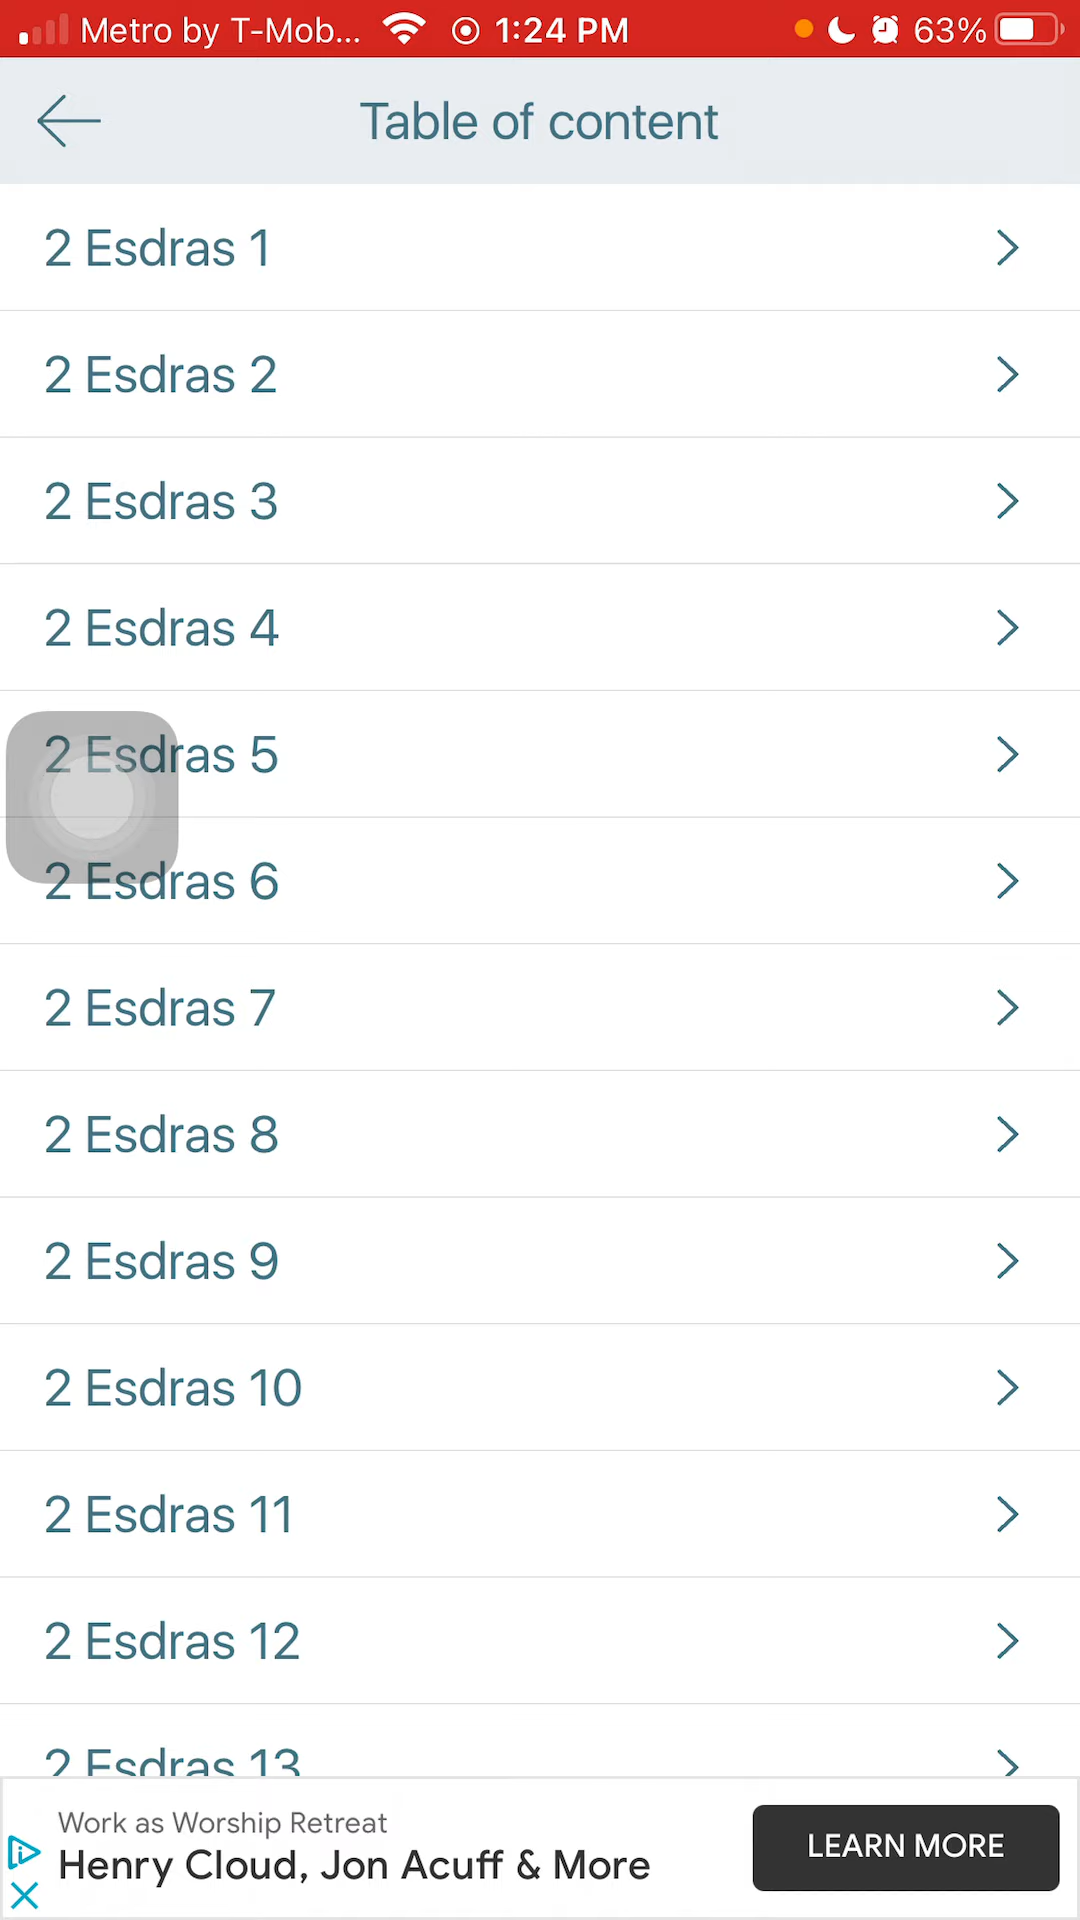 Metro by T-Mob... 1:24 PM 63%
Table of content
2 Esdras 1
2 Esdras 2
2 Esdras 3
2 Esdras 4
2 Esdras 5
2 Esdras 6
2 Esdras 7
2 Esdras 8
2 Esdras 9
2 Esdras 10
2 Esdras 11
2 Esdras 12
2 Esdras 13
Work as Worship Retreat
Henry Cloud, Jon Acuff & More
LEARN MORE